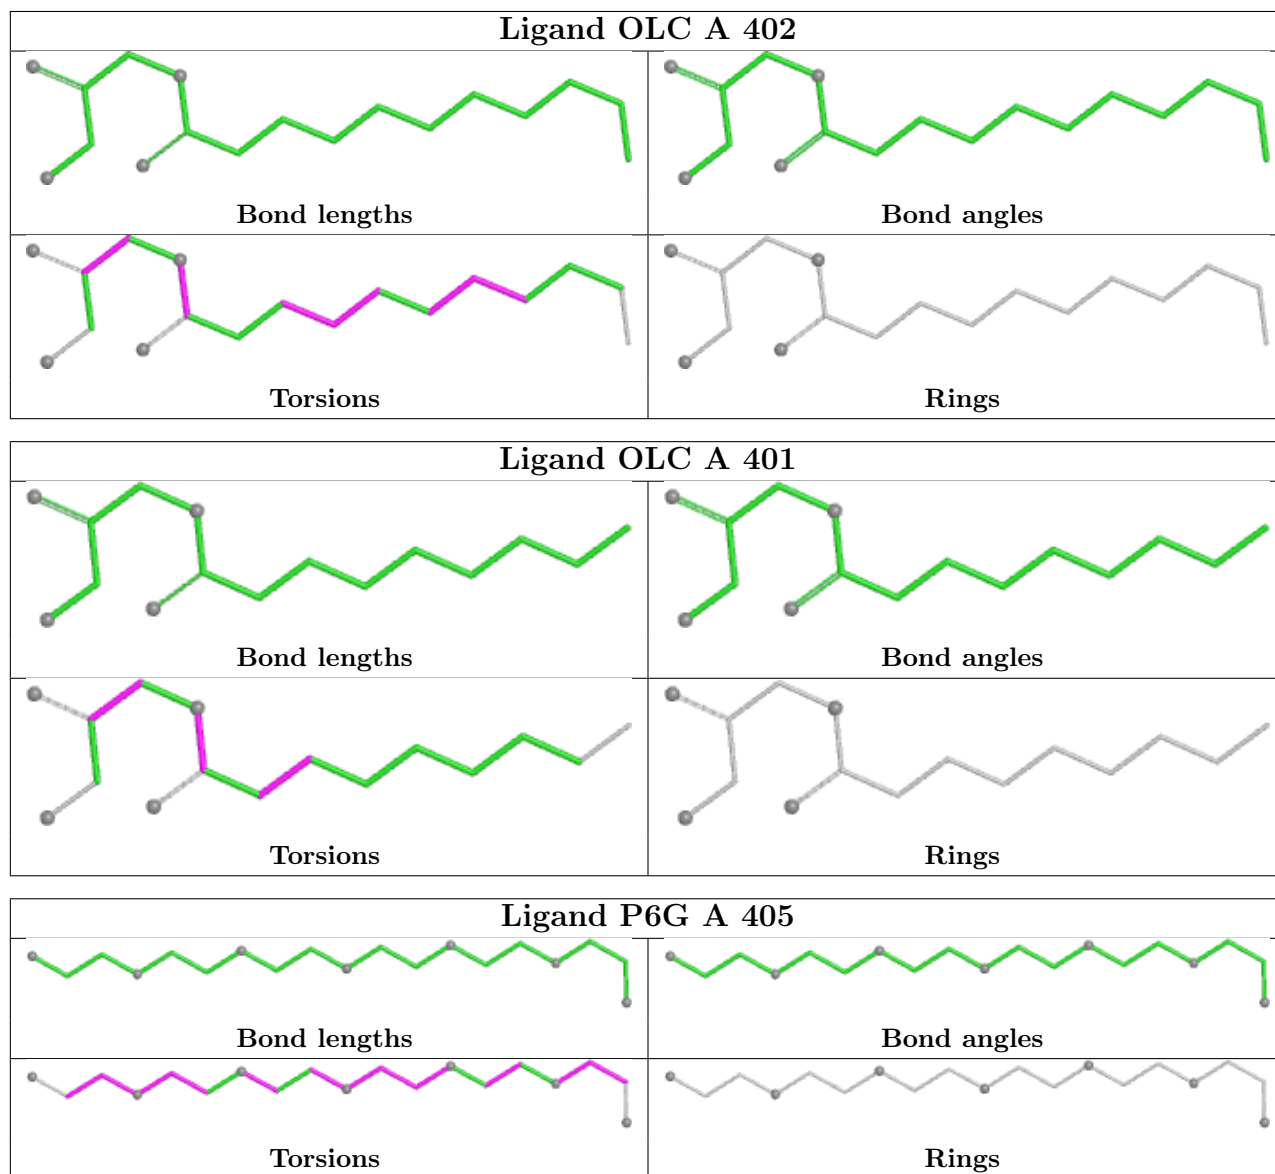 Ligand OLC A 402
Bond lengths
Bond angles
Torsions
Rings
Ligand OLC A 401
Bond lengths
Bond angles
Torsions
Rings
Ligand P6G A 405
Bond lengths
Bond angles
Torsions
Rings